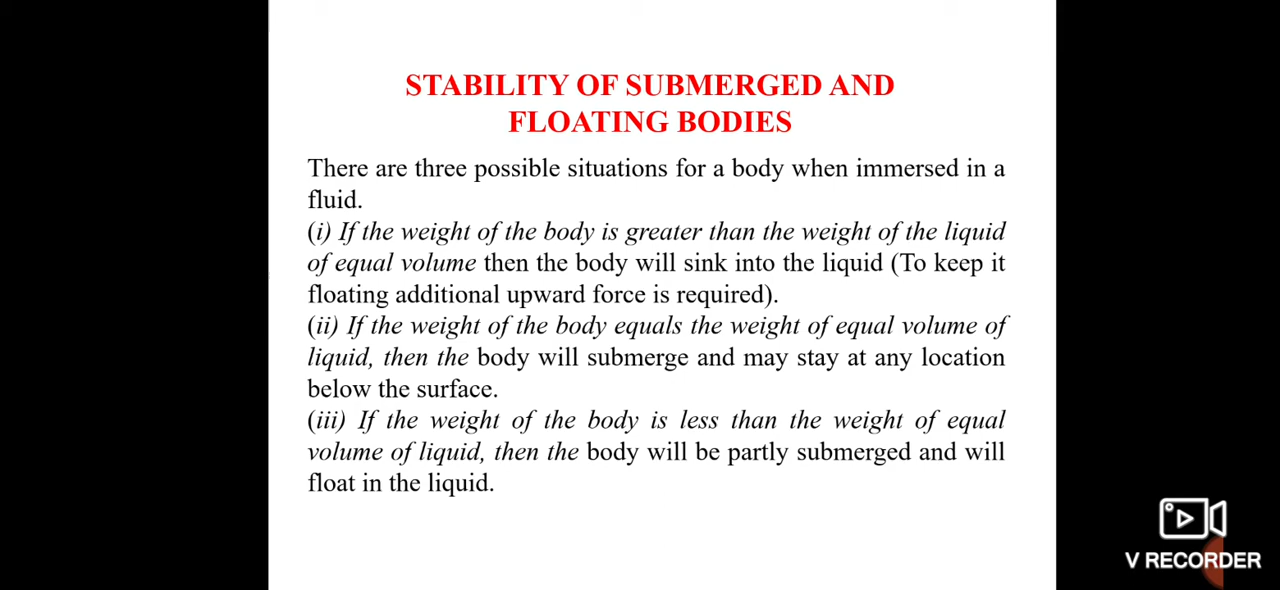 STABILITY OF SUBMERGED AND
FLOATING BODIES
There are three possible situations for a body when immersed in a
fluid.
(i) If the weight of the body is greater than the weight of the liquid
of equal volume then the body will sink into the liquid (To keep it
floating additional upward force is required).
(ii) If the weight of the body equals the weight of equal volume of
liquid, then the body will submerge and may stay at any location
below the surface.
(iii) If the weight of the body is less than the weight of equal
volume of liquid, then the body will be partly submerged and will
float in the liquid.
V RECORDER